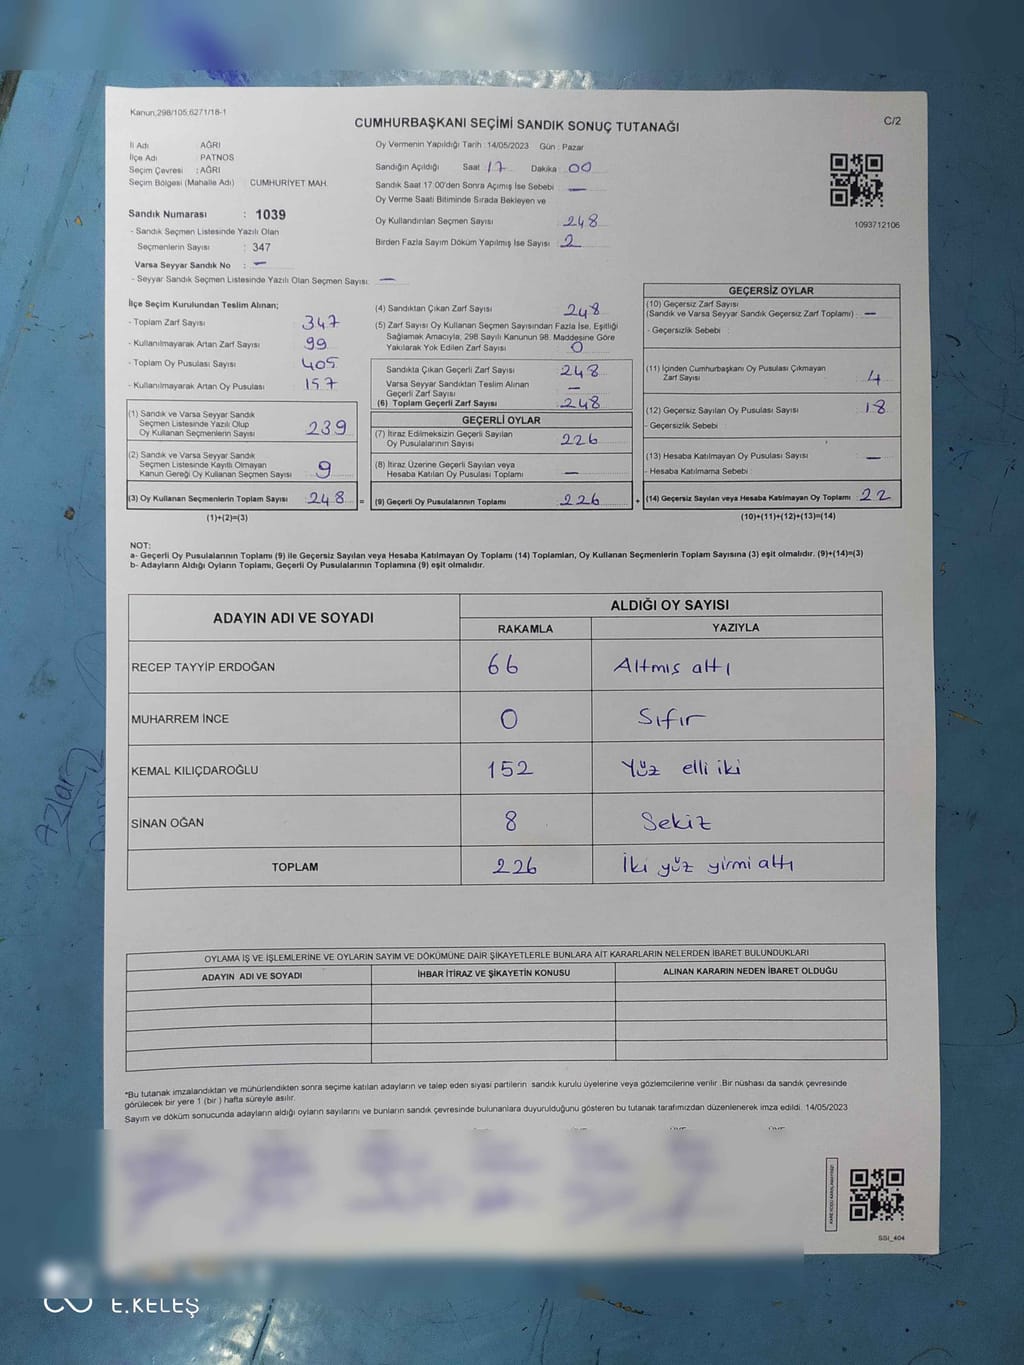 Kanun,298/105,6271/18-1
CUMHURBAŞKANI SEÇİMİ SANDIK SONUÇ TUTANAĞI
C/2
İl Adı AĞRI
İlçe Adı : PATNOS
Seçim Çevresi : AĞRI
Seçim Bölgesi (Mahalle Adı) : CUMHURİYET MAH.
Sandık Numarası : 1039
- Sandık Seçmen Listesinde Yazılı Olan
Seçmenlerin Sayısı : 347
Varsa Seyyar Sandık No : —
- Seyyar Sandık Seçmen Listesinde Yazılı Olan Seçmen Sayısı: —
Oy Vermenin Yapıldığı Tarih : 14/05/2023 Gün : Pazar
Sandığın Açıldığı Saat 17 Dakika : 00
Sandık Saat 17.00'den Sonra Açımış İse Sebebi : —
Oy Verme Saati Bitiminde Sırada Bekleyen ve
Oy Kullandırılan Seçmen Sayısı : 248
Birden Fazla Sayım Döküm Yapılmış İse Sayısı : 2
1093712106
İlçe Seçim Kurulundan Teslim Alınan;
- Toplam Zarf Sayısı : 347
- Kullanılmayarak Artan Zarf Sayısı : 99
- Toplam Oy Pusulası Sayısı : 405
- Kullanılmayarak Artan Oy Pusulası : 157
(1) Sandık ve Varsa Seyyar Sandık
Seçmen Listesinde Yazılı Olup
Oy Kullanan Seçmenlerin Sayısı : 239
(2) Sandık ve Varsa Seyyar Sandık
Seçmen Listesinde Kayıtlı Olmayan
Kanun Gereği Oy Kullanan Seçmen Sayısı : 9
(3) Oy Kullanan Seçmenlerin Toplam Sayısı : 248 =
(1)+(2)=(3)
(4) Sandıktan Çıkan Zarf Sayısı : 248
(5) Zarf Sayısı Oy Kullanan Seçmen Sayısından Fazla İse, Eşitliği
Sağlamak Amacıyla, 298 Sayılı Kanunun 98. Maddesine Göre
Yakılarak Yok Edilen Zarf Sayısı : 0
Sandıkta Çıkan Geçerli Zarf Sayısı : 248
Varsa Seyyar Sandıktan Teslim Alınan
Geçerli Zarf Sayısı : —
(6) Toplam Geçerli Zarf Sayısı : 248
GEÇERLİ OYLAR
(7) İtiraz Edilmeksizin Geçerli Sayılan
Oy Pusulalarının Sayısı : 226
(8) İtiraz Üzerine Geçerli Sayılan veya
Hesaba Katılan Oy Pusulası Toplamı : —
(9) Geçerli Oy Pusulalarının Toplamı : 226 +
GEÇERSİZ OYLAR
(10) Geçersiz Zarf Sayısı
(Sandık ve Varsa Seyyar Sandık Geçersiz Zarf Toplamı) : —
- Geçersizlik Sebebi :
(11) İçinden Cumhurbaşkanı Oy Pusulası Çıkmayan
Zarf Sayısı : 4
(12) Geçersiz Sayılan Oy Pusulası Sayısı : 18
- Geçersizlik Sebebi :
(13) Hesaba Katılmayan Oy Pusulası Sayısı : —
- Hesaba Katılmama Sebebi :
(14) Geçersiz Sayılan veya Hesaba Katılmayan Oy Toplamı : 22
(10)+(11)+(12)+(13)=(14)
NOT:
a- Geçerli Oy Pusulalarının Toplamı (9) ile Geçersiz Sayılan veya Hesaba Katılmayan Oy Toplamı (14) Toplamları, Oy Kullanan Seçmenlerin Toplam Sayısına (3) eşit olmalıdır. (9)+(14)=(3)
b- Adayların Aldığı Oyların Toplamı, Geçerli Oy Pusulalarının Toplamına (9) eşit olmalıdır.
ADAYIN ADI VE SOYADI ALDIĞI OY SAYISI
RAKAMLA YAZIYLA
RECEP TAYYİP ERDOĞAN 66 Altmış altı
MUHARREM İNCE 0 Sıfır
KEMAL KILIÇDAROĞLU 152 Yüz elli iki
SİNAN OĞAN 8 Sekiz
TOPLAM 226 İki yüz yirmi altı
OYLAMA İŞ VE İŞLEMLERİNE VE OYLARIN SAYIM VE DÖKÜMÜNE DAİR ŞİKAYETLERLE BUNLARA AİT KARARLARIN NELERDEN İBARET BULUNDUKLARI
ADAYIN ADI VE SOYADI İHBAR İTİRAZ VE ŞİKAYETİN KONUSU ALINAN KARARIN NEDEN İBARET OLDUĞU
*Bu tutanak imzalandıktan ve mühürlendikten sonra seçime katılan adayların ve talep eden siyasi partilerin sandık kurulu üyelerine veya gözlemcilerine verilir .Bir nüshası da sandık çevresinde
görülecek bir yere 1 (bir ) hafta süreyle asılır.
Sayım ve döküm sonucunda adayların aldığı oyların sayılarını ve bunların sandık çevresinde bulunanlara duyurulduğunu gösteren bu tutanak tarafımızdan düzenlenerek imza edildi. 14/05/2023
SSI_404
E.KELEŞ